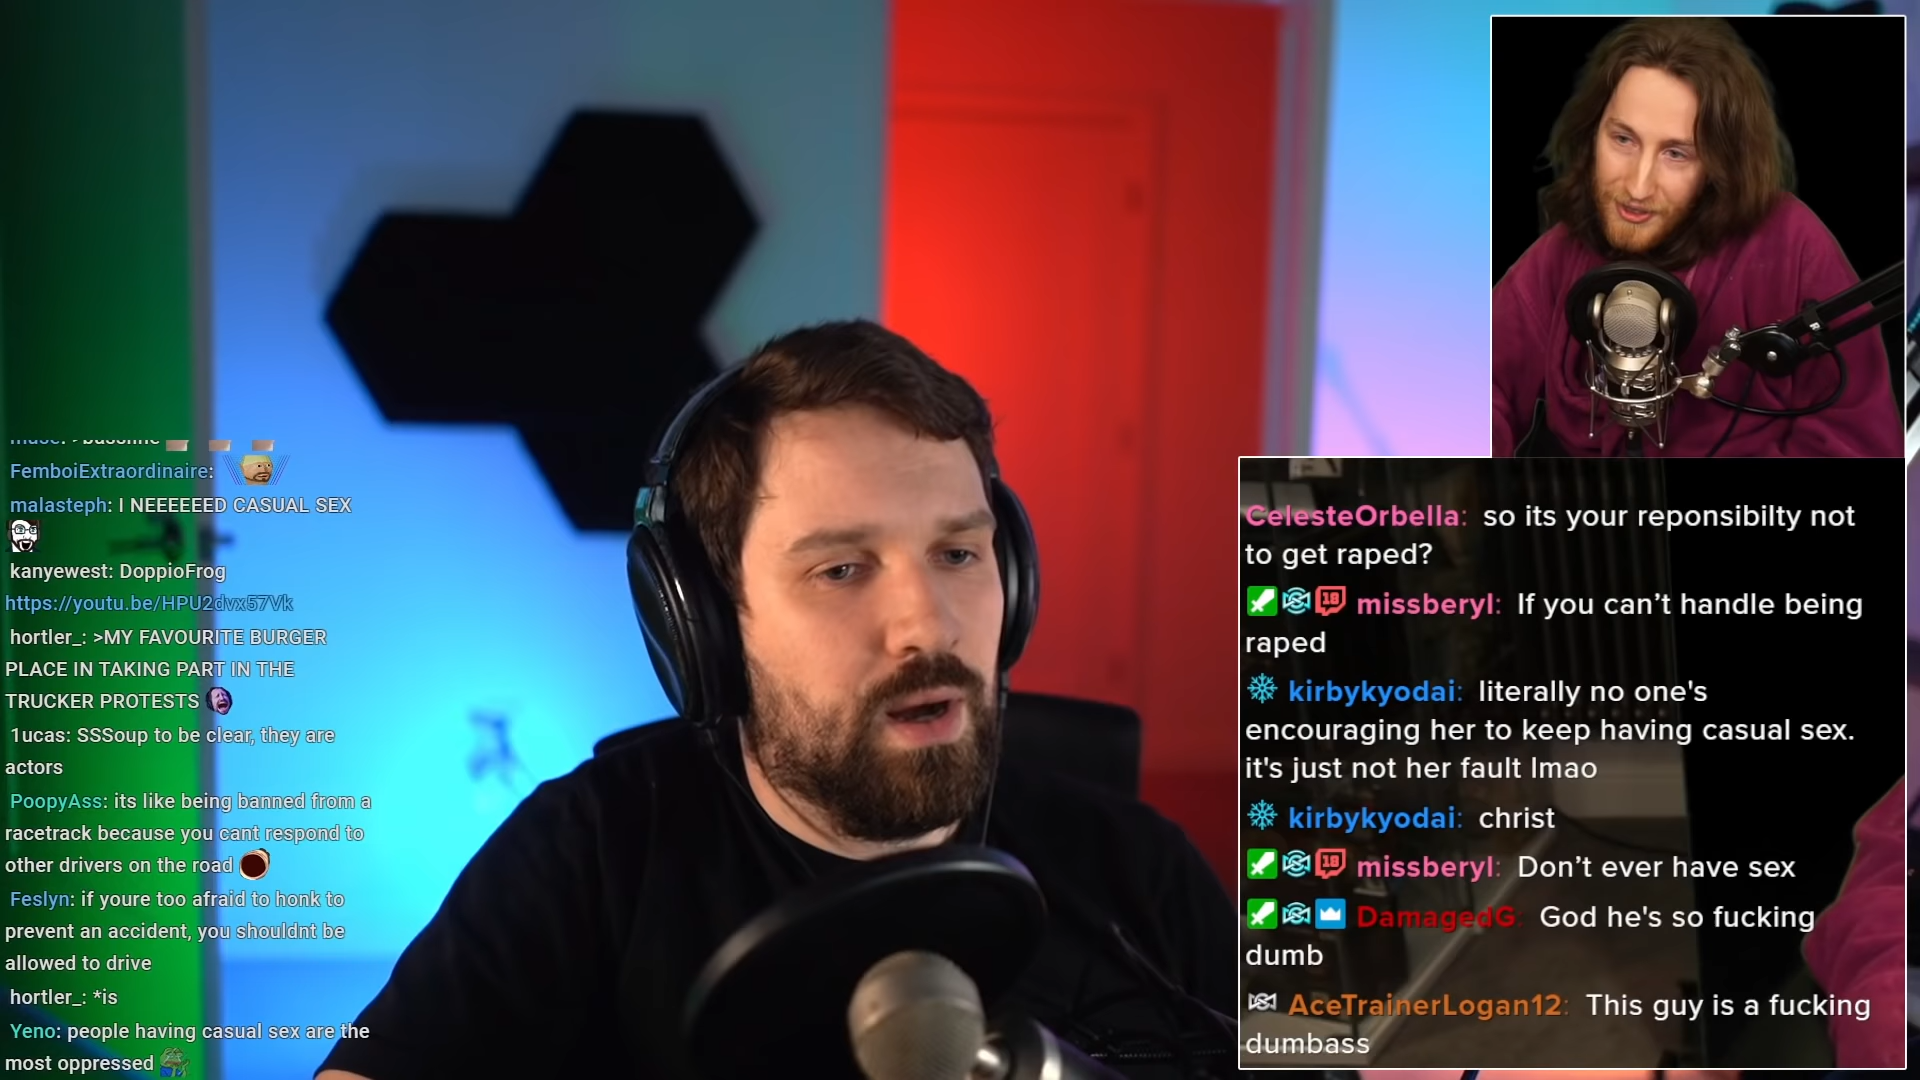 FemboiExtraordinaire:
malasteph: I NEEEEEED CASUAL SEX
kanyewest: DoppioFrog
https://youtu.be/HPU2dvx57Vk
hortler_: >MY FAVOURITE BURGER
PLACE IN TAKING PART IN THE
TRUCKER PROTESTS
1ucas: SSSoup to be clear, they are
actors
PoopyAss: its like being banned from a
racetrack because you cant respond to
other drivers on the road
Feslyn: if youre too afraid to honk to
prevent an accident, you shouldnt be
allowed to drive
hortler_: *is
Yeno: people having casual sex are the
most oppressed
CelesteOrbella: so its your reponsibilty not
to get raped?
18 missberyl: If you can't handle being
raped
kirbykyodai: literally no one's
encouraging her to keep having casual sex.
it's just not her fault lmao
kirbykyodai: christ
18 missberyl: Don't ever have sex
DamagedG: God he's so fucking
dumb
AceTrainerLogan12: This guy is a fucking
dumbass